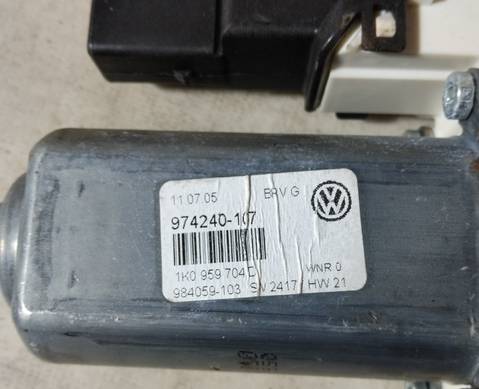 11.07.05 BRV G
974240-107
1K0 959 704 C
WNR 0
984059-103 SW 2417 HW 21